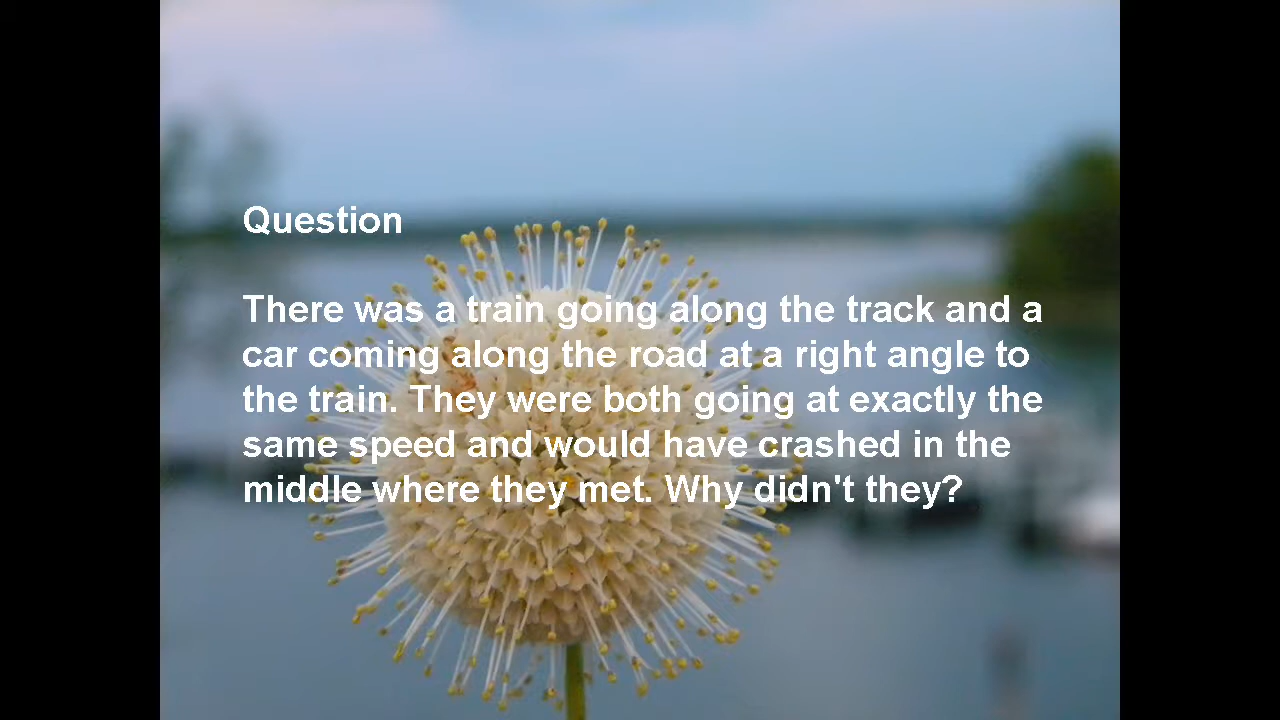 Question
There was a train going along the track and a
car coming along the road at a right angle to
the train. They were both going at exactly the
same speed and would have crashed in the
middle where they met. Why didn't they?